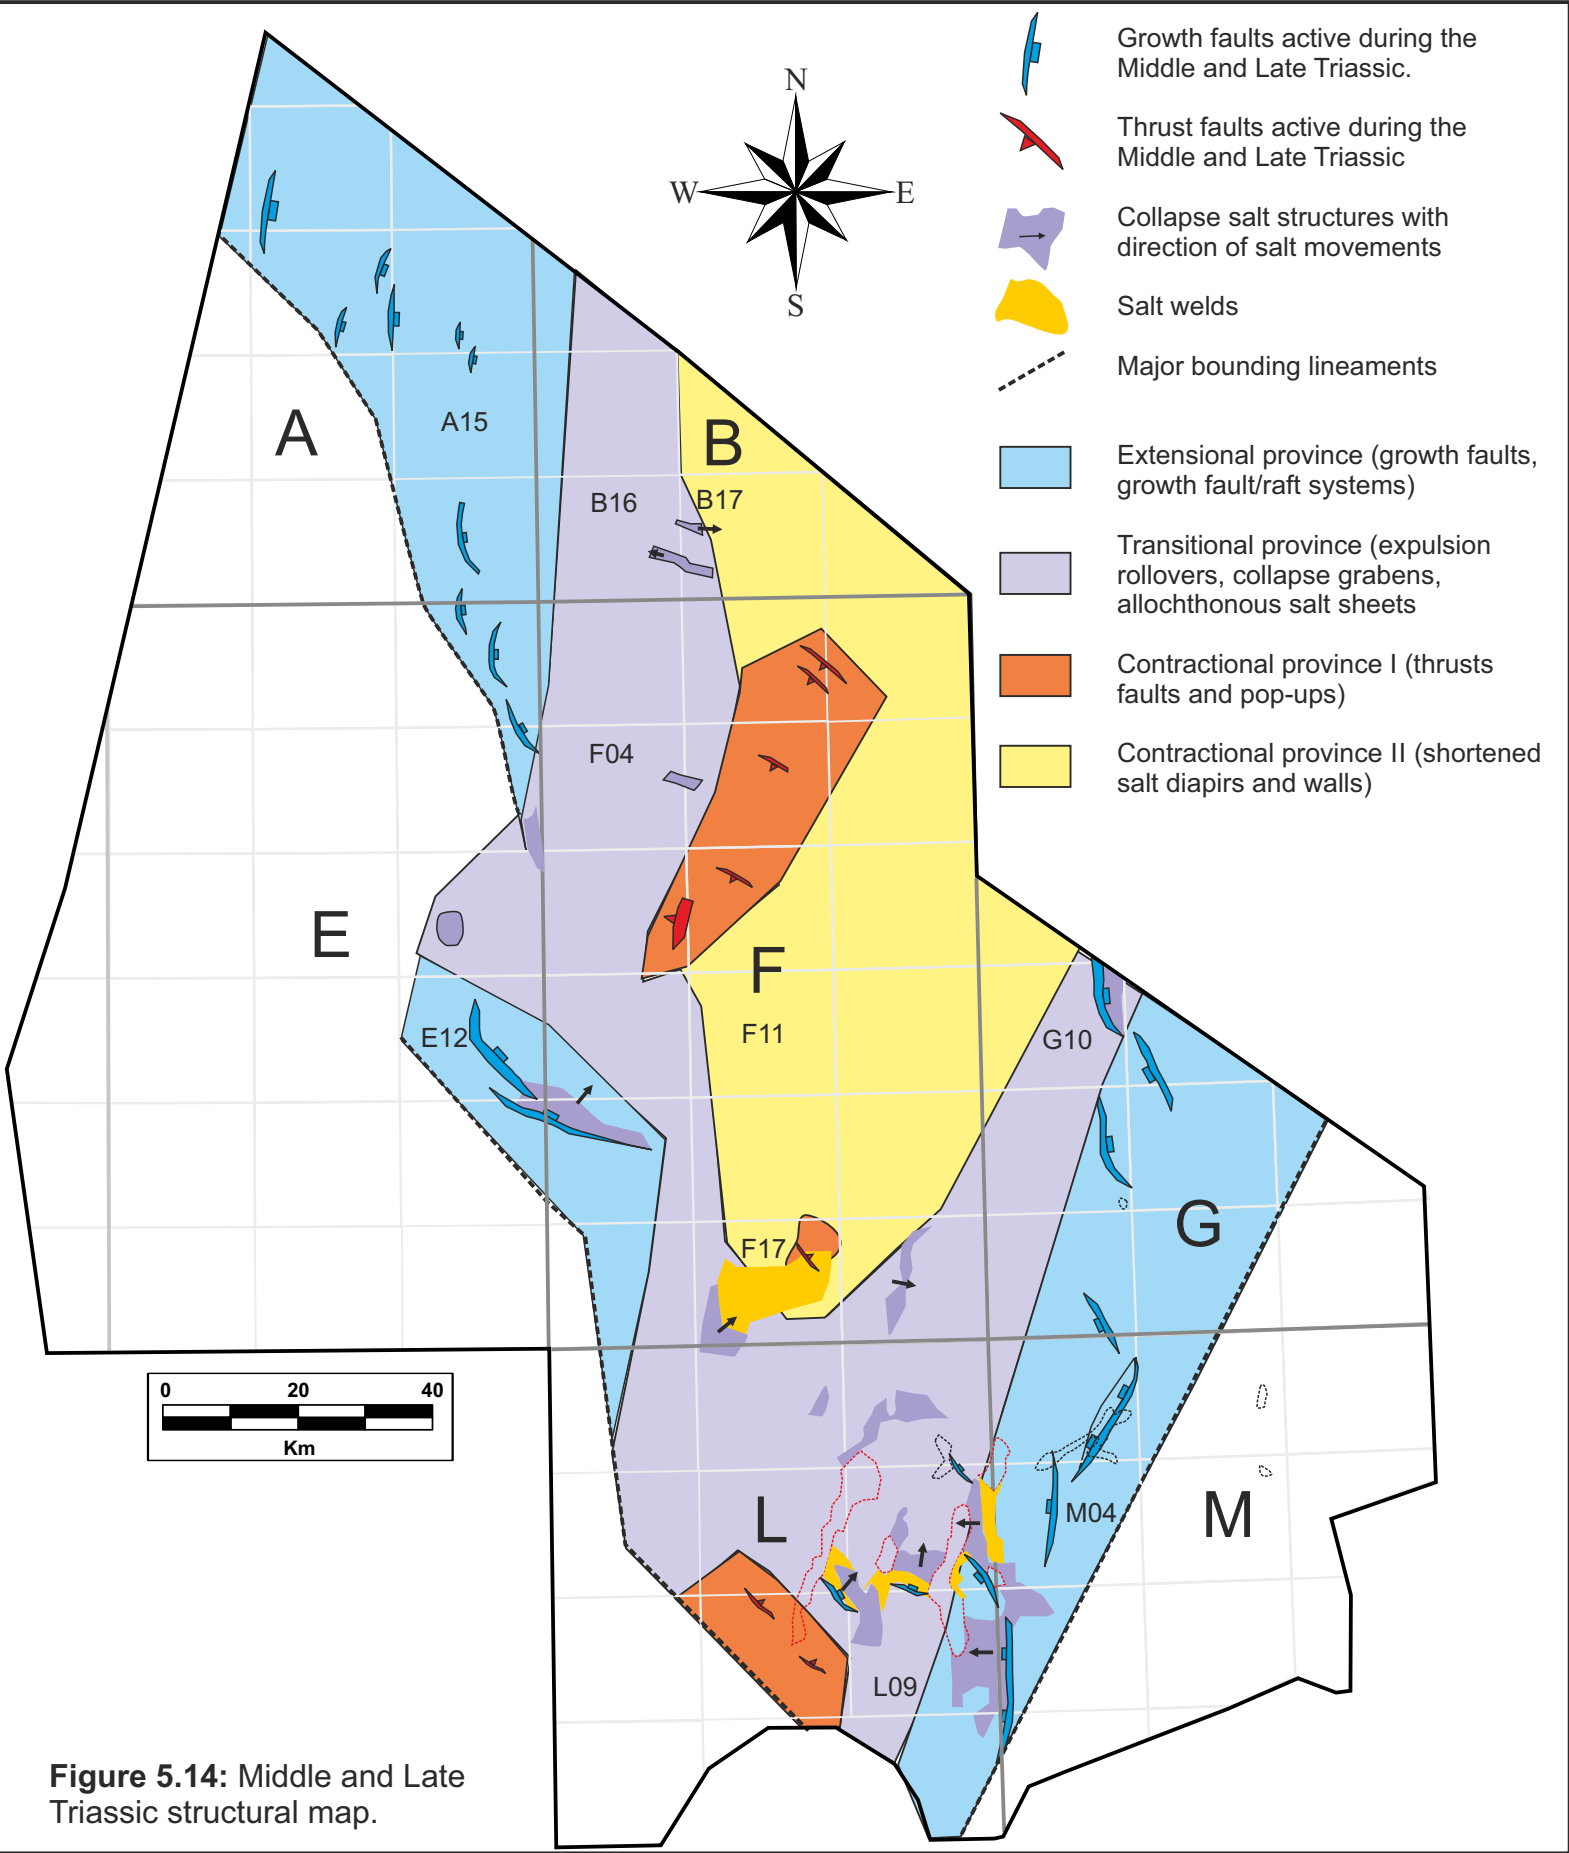 N
W
E
S
Growth faults active during the
Middle and Late Triassic.
Thrust faults active during the
Middle and Late Triassic
Collapse salt structures with
direction of salt movements
Salt welds
Major bounding lineaments
Extensional province (growth faults,
growth fault/raft systems)
Transitional province (expulsion
rollovers, collapse grabens,
allochthonous salt sheets
Contractional province I (thrusts
faults and pop-ups)
Contractional province II (shortened
salt diapirs and walls)
A
A15
B
B16
B17
F04
E
F
E12
F11
G10
G
F17
L
M04
M
L09
0 20 40
Km
Figure 5.14: Middle and Late
Triassic structural map.